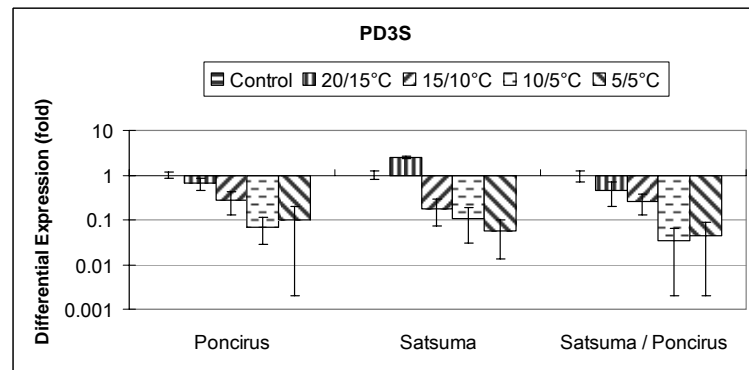 PD3S
Control 20/15°C 15/10°C 10/5°C 5/5°C
Differential Expression (fold)
10
1
0.1
0.01
0.001
Poncirus Satsuma Satsuma / Poncirus